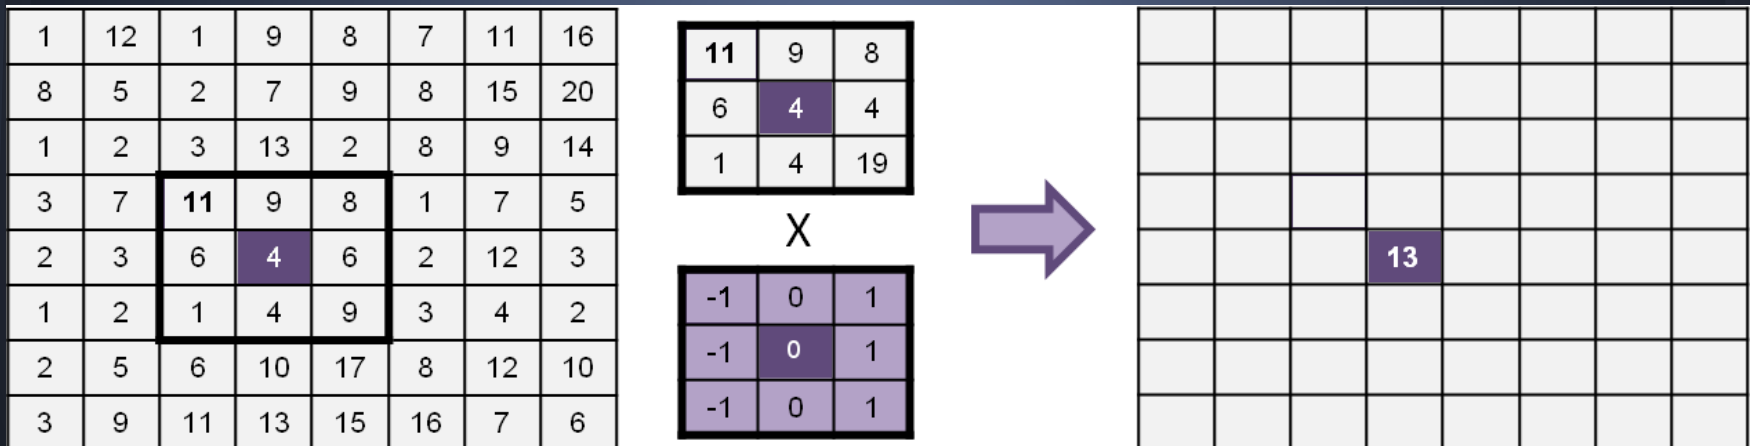 1 12 1 9 8 7 11 16
8 5 2 7 9 8 15 20
1 2 3 13 2 8 9 14
3 7 11 9 8 1 7 5
2 3 6 4 6 2 12 3
1 2 1 4 9 3 4 2
2 5 6 10 17 8 12 10
3 9 11 13 15 16 7 6
11 9 8
6 4 4
1 4 19
X
-1 0 1
-1 0 1
-1 0 1
13